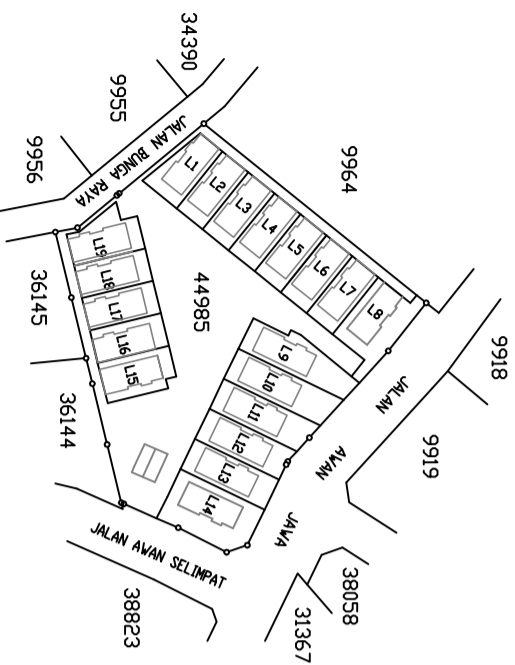 34390
9955
9956
JALAN BUNGA RAYA
9964
L1
L2
L3
L4
L5
L6
L7
L8
9918
9919
JALAN
AWAN
JAWA
44985
L19
L18
L17
L16
L15
L9
L10
L11
L12
L13
L14
36145
36144
JALAN AWAN SELIMPAT
38823
38058
31367